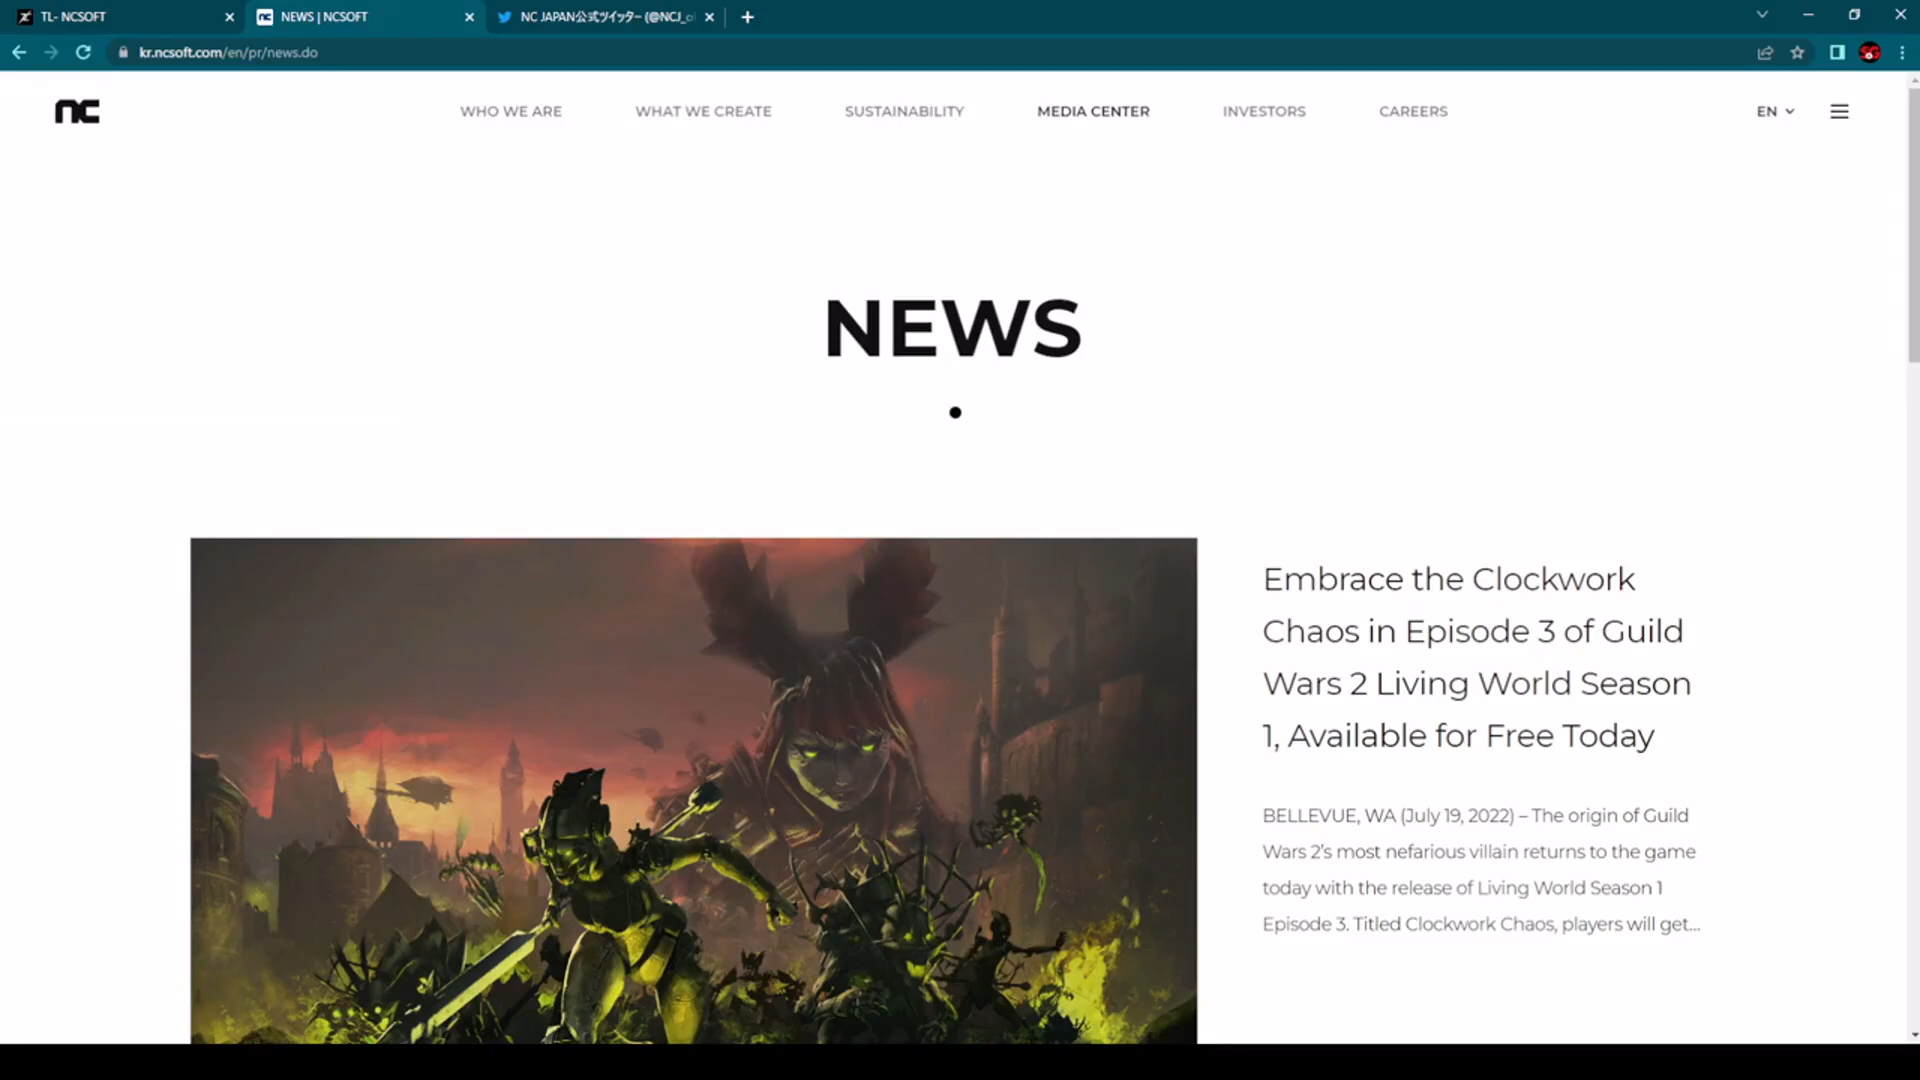 TL- NCSOFT
NEWS | NCSOFT
NC JAPAN公式ツイッター (@NCJ_o
kr.ncsoft.com/en/pr/news.do
nc
WHO WE ARE
WHAT WE CREATE
SUSTAINABILITY
MEDIA CENTER
INVESTORS
CAREERS
EN
NEWS
Embrace the Clockwork
Chaos in Episode 3 of Guild
Wars 2 Living World Season
1, Available for Free Today
BELLEVUE, WA (July 19, 2022) – The origin of Guild
Wars 2’s most nefarious villain returns to the game
today with the release of Living World Season 1
Episode 3. Titled Clockwork Chaos, players will get...